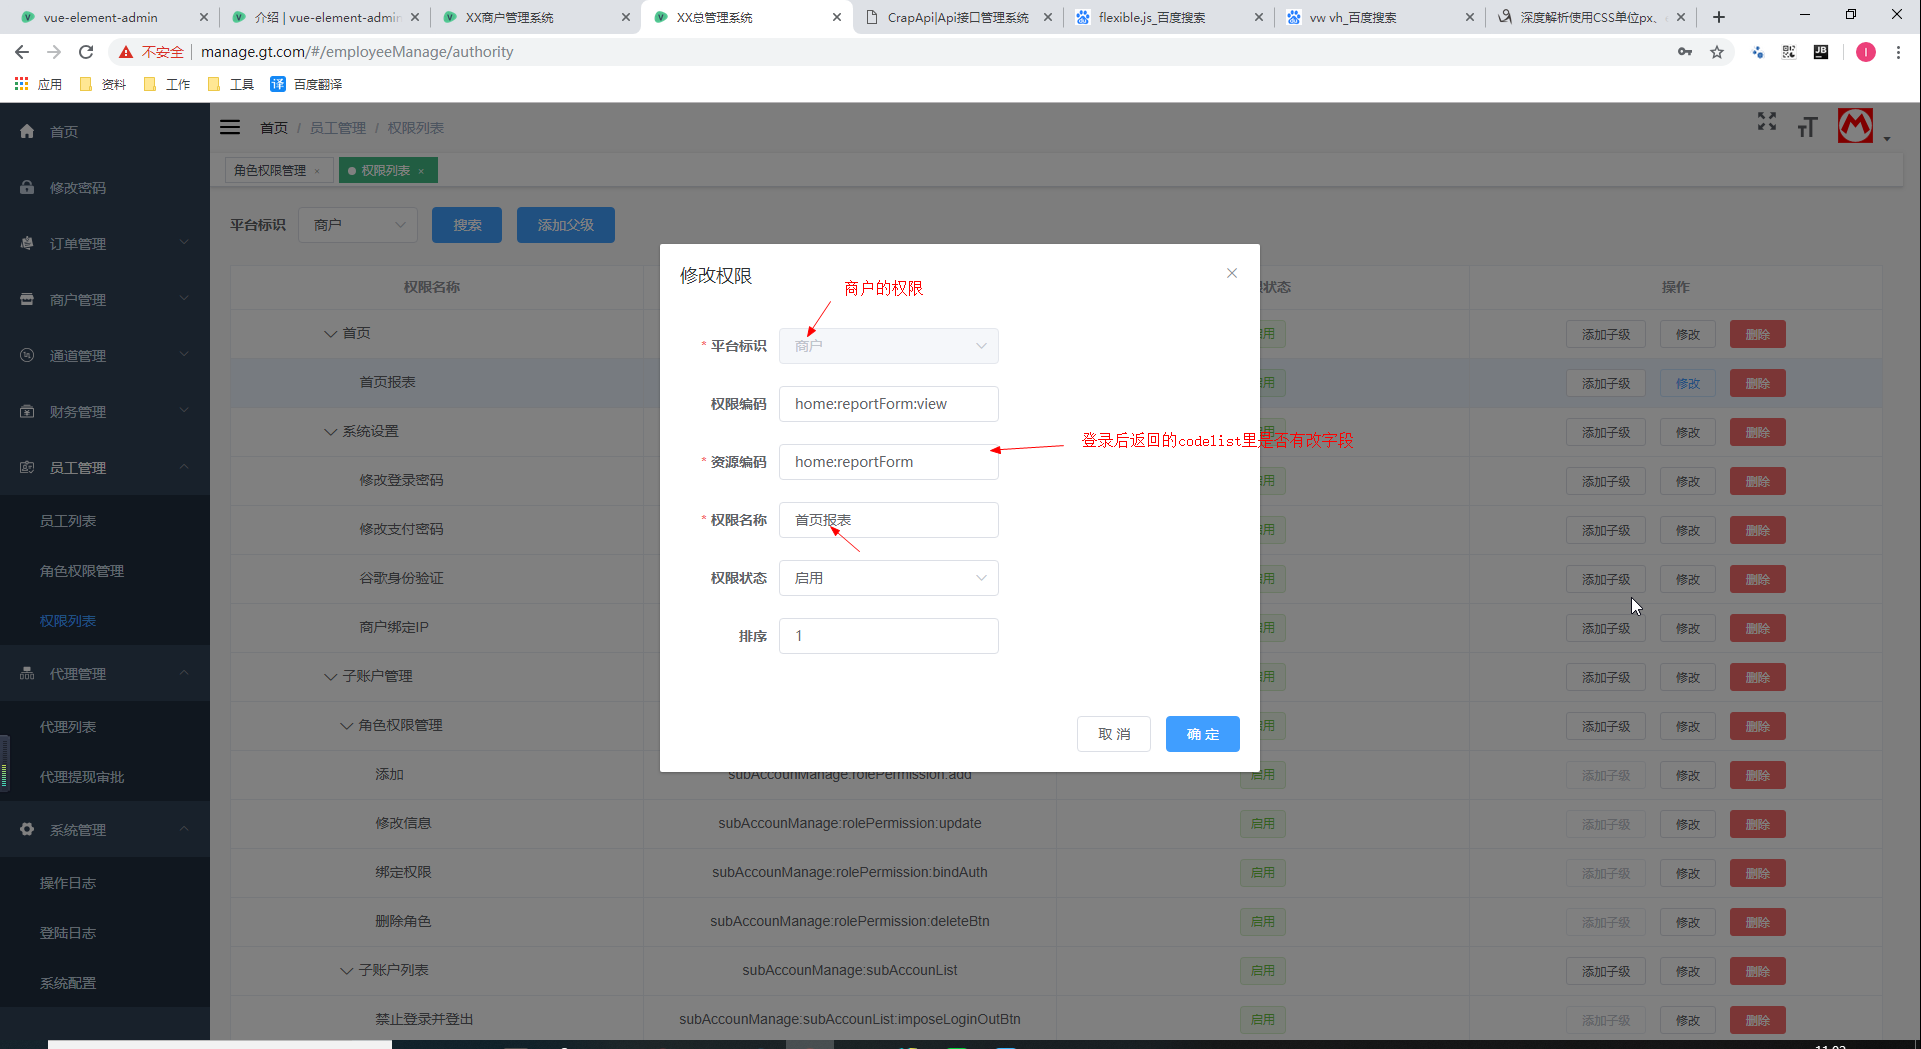 vue-element-admin
介绍 | vue-element-admin
XX商户管理系统
XX总管理系统
CrapApi|Api接口管理系统
flexible.js_百度搜索
vw vh_百度搜索
深度解析使用CSS单位px、
不安全
manage.gt.com/#/employeeManage/authority
应用
资料
工作
工具
译 百度翻译
首页
修改密码
订单管理
商户管理
通道管理
财务管理
员工管理
员工列表
角色权限管理
权限列表
代理管理
代理列表
代理提现审批
系统管理
操作日志
登陆日志
系统配置
首页 / 员工管理 / 权限列表
角色权限管理 ×
权限列表 ×
平台标识 商户 搜索 添加父级
权限名称 状态 操作
首页 添加子级 修改 删除
首页报表 添加子级 修改 删除
系统设置 添加子级 修改 删除
修改登录密码 添加子级 修改 删除
修改支付密码 添加子级 修改 删除
谷歌身份验证 添加子级 修改 删除
商户绑定IP 添加子级 修改 删除
子账户管理 添加子级 修改 删除
角色权限管理 添加子级 修改 删除
添加 subAccounManage:rolePermission:add 启用 添加子级 修改 删除
修改信息 subAccounManage:rolePermission:update 启用 添加子级 修改 删除
绑定权限 subAccounManage:rolePermission:bindAuth 启用 添加子级 修改 删除
删除角色 subAccounManage:rolePermission:deleteBtn 启用 添加子级 修改 删除
子账户列表 subAccounManage:subAccounList 启用 添加子级 修改 删除
禁止登录并登出 subAccounManage:subAccounList:imposeLoginOutBtn 启用 添加子级 修改 删除
修改权限
商户的权限
* 平台标识 商户
权限编码 home:reportForm:view
登录后返回的codelist里是否有改字段
* 资源编码 home:reportForm
* 权限名称 首页报表
权限状态 启用
排序 1
取 消 确 定